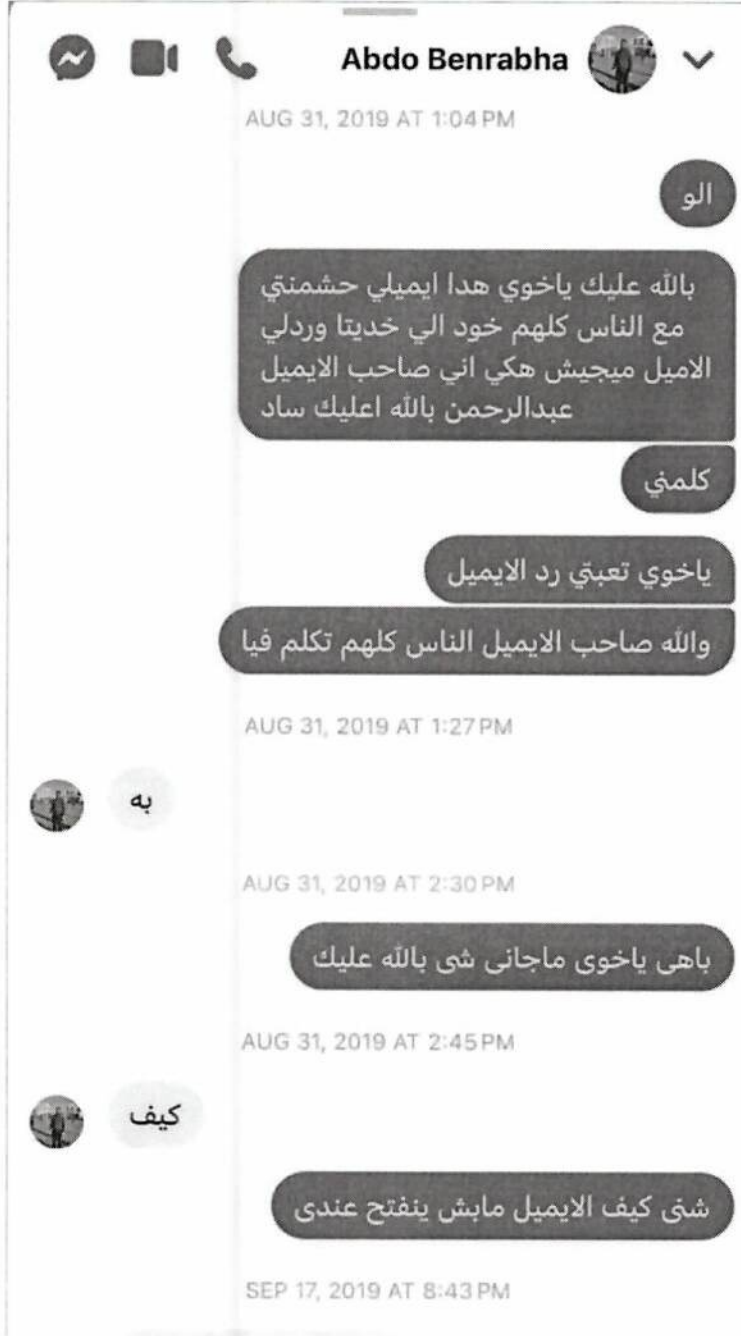 Abdo Benrabha
AUG 31, 2019 AT 1:04 PM
الو
بالله عليك ياخوي هدا ايميلي حشمنتي
مع الناس كلهم خود الي خديتا وردلي
الاميل ميجيش هكي اني صاحب الايميل
عبدالرحمن بالله اعليك ساد
كلمني
ياخوي تعبتي رد الايميل
والله صاحب الايميل الناس كلهم تكلم فيا
AUG 31, 2019 AT 1:27 PM
به
AUG 31, 2019 AT 2:30 PM
باهى ياخوى ماجانى شى بالله عليك
AUG 31, 2019 AT 2:45 PM
كيف
شنى كيف الايميل مابش ينفتح عندى
SEP 17, 2019 AT 8:43 PM